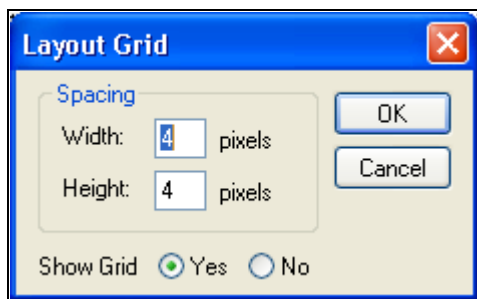 Layout Grid
Spacing
Width: 4 pixels
Height: 4 pixels
OK
Cancel
Show Grid Yes No